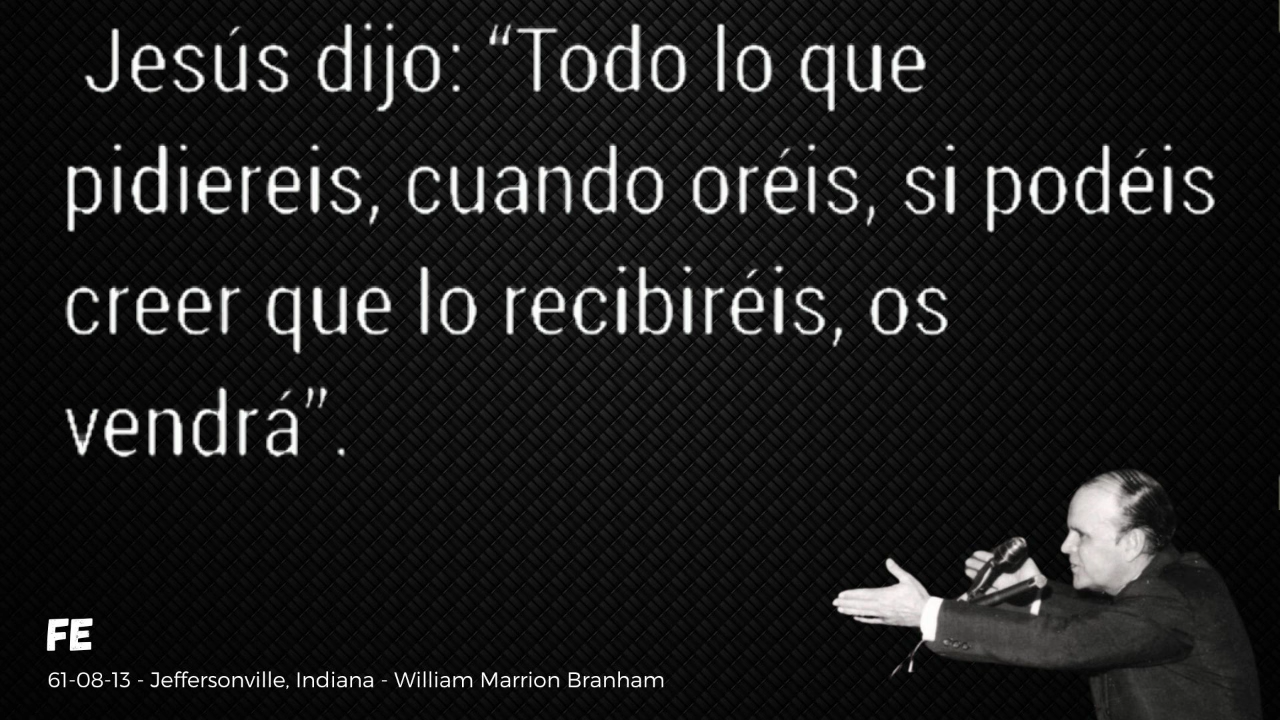 Jesús dijo: “Todo lo que
pidiereis, cuando oréis, si podéis
creer que lo recibiréis, os
vendrá”.
FE
61-08-13 - Jeffersonville, Indiana - William Marrion Branham